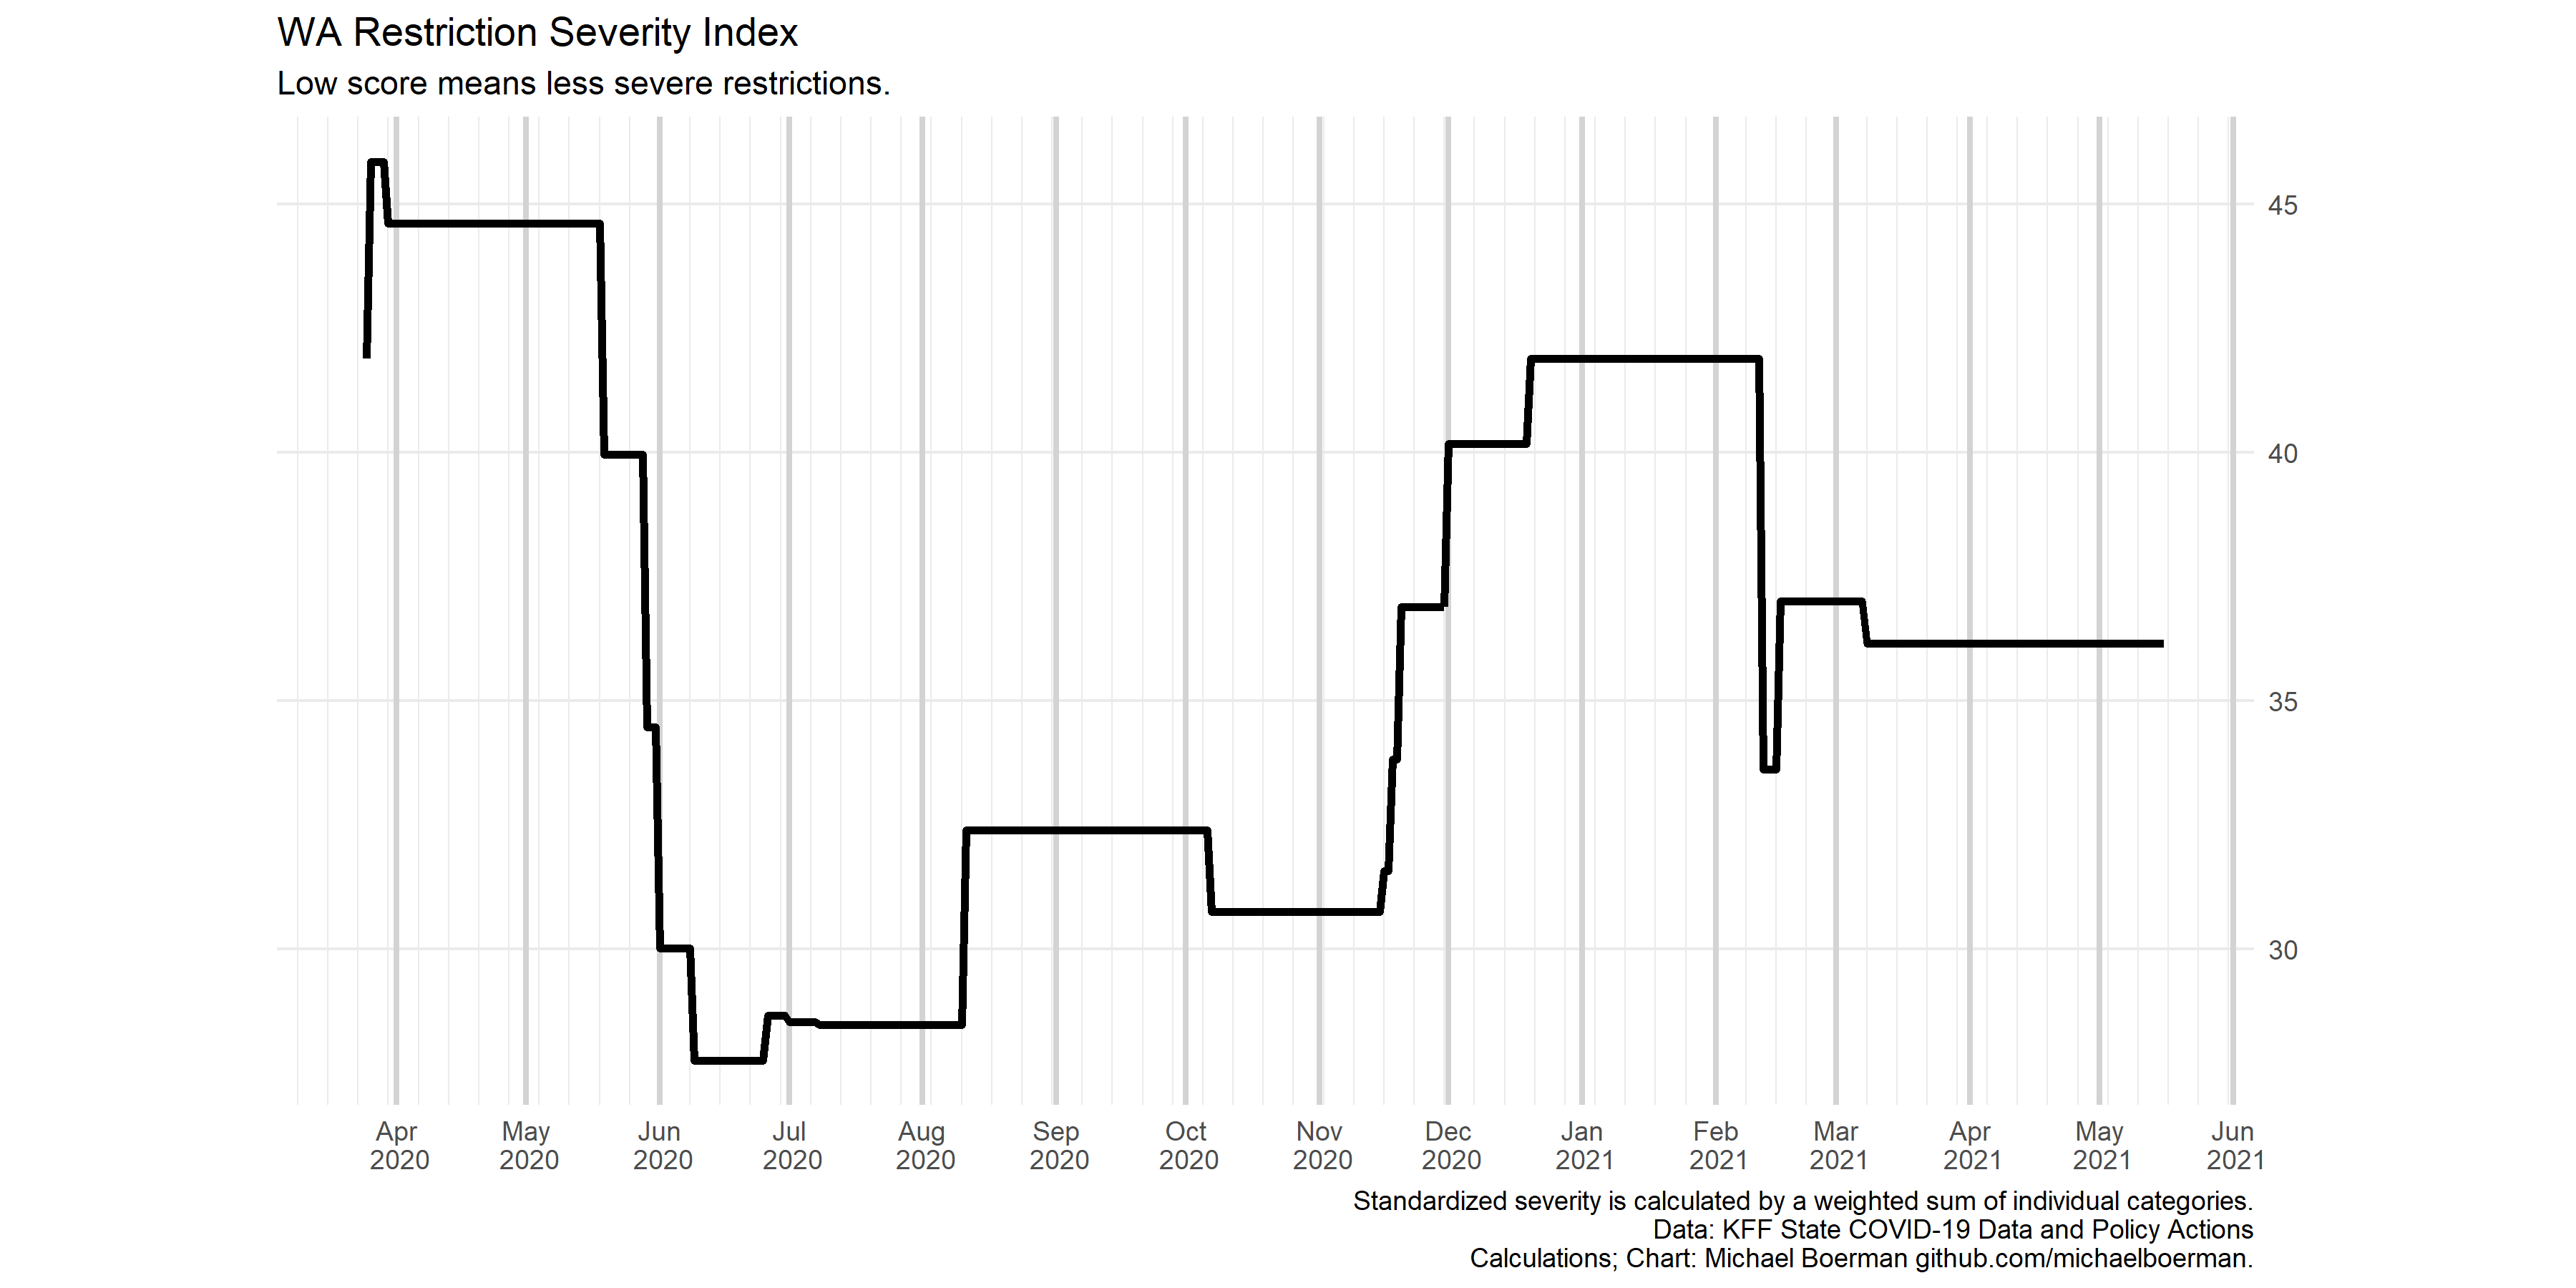 WA Restriction Severity Index
Low score means less severe restrictions.
45
40
35
30
Apr May Jun Jul Aug Sep Oct Nov Dec Jan Feb Mar Apr May Jun
2020 2020 2020 2020 2020 2020 2020 2020 2020 2021 2021 2021 2021 2021 2021
Standardized severity is calculated by a weighted sum of individual categories.
Data: KFF State COVID-19 Data and Policy Actions
Calculations; Chart: Michael Boerman github.com/michaelboerman.